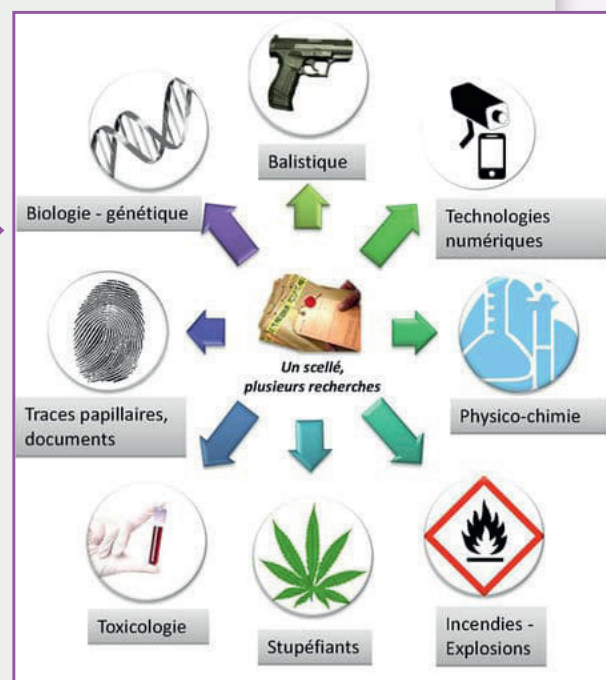 Balistique
Biologie - génétique
Technologies
numériques
Un scellé,
plusieurs recherches
Traces papillaires,
documents
Physico-chimie
Toxicologie
Stupéfiants
Incendies -
Explosions